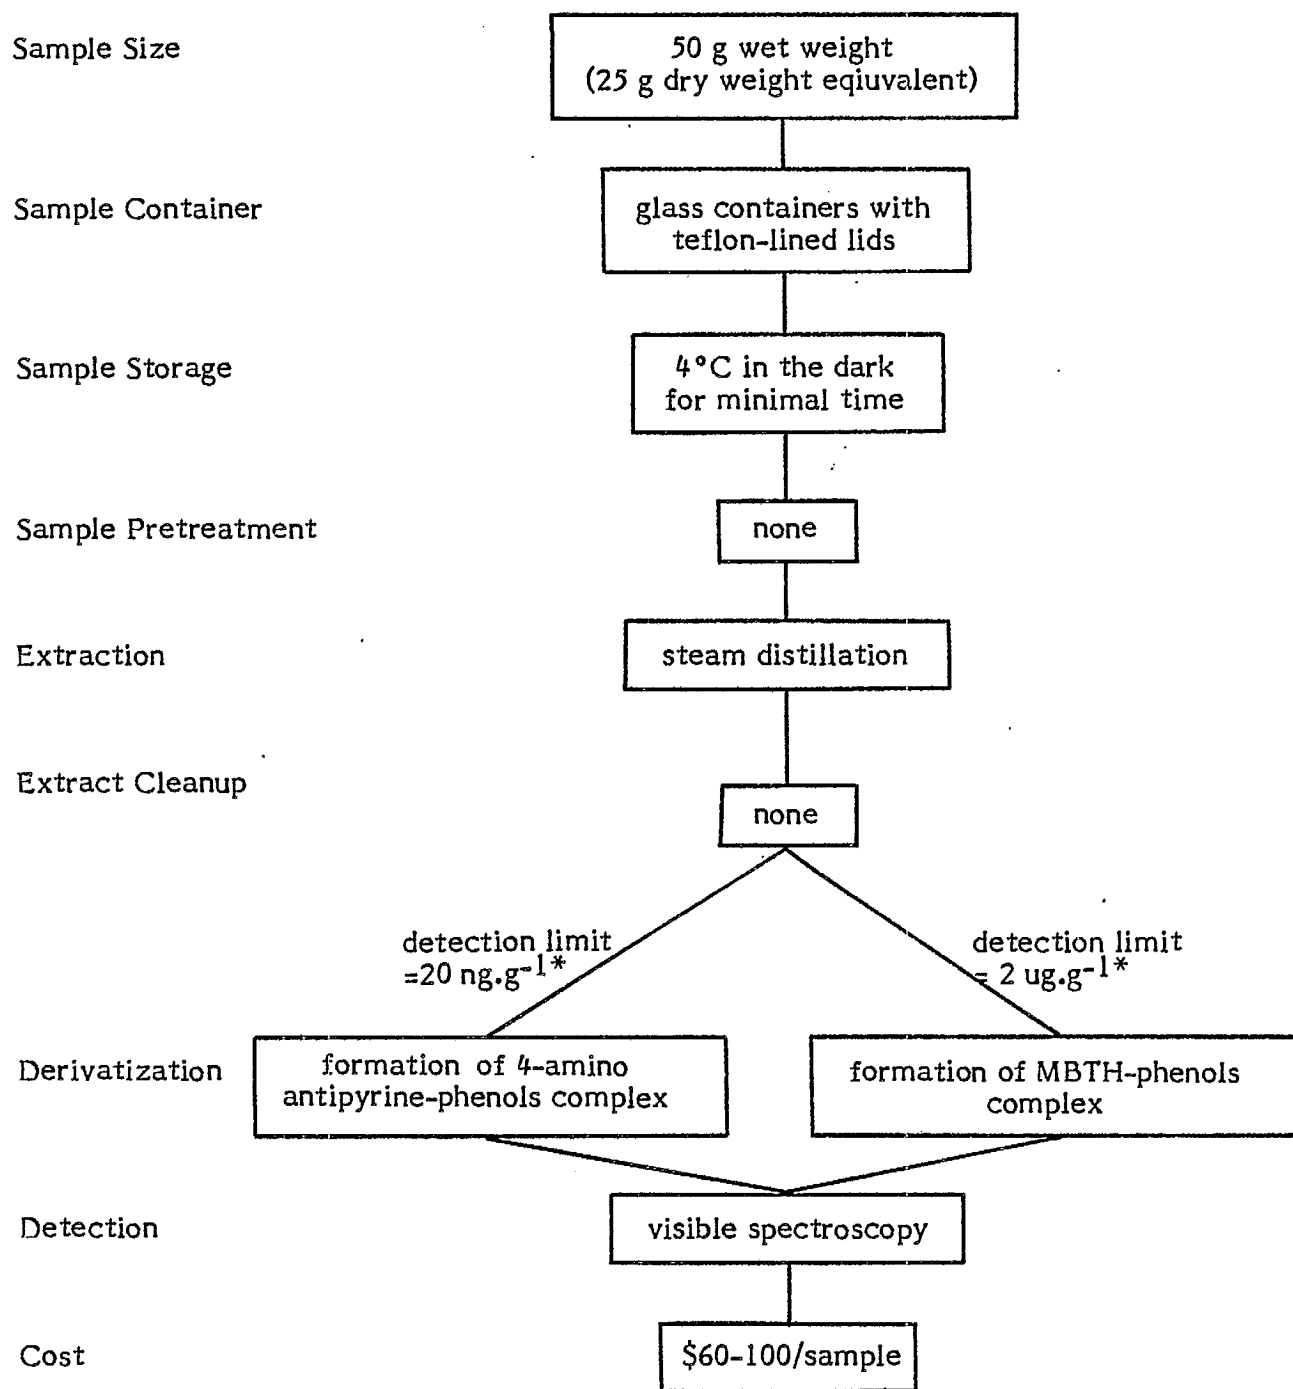 Sample Size
50 g wet weight
(25 g dry weight eqiuvalent)
Sample Container
glass containers with
teflon-lined lids
Sample Storage
4°C in the dark
for minimal time
Sample Pretreatment
none
Extraction
steam distillation
Extract Cleanup
none
detection limit
=20 ng.g-1*
detection limit
= 2 ug.g-1*
Derivatization
formation of 4-amino
antipyrine-phenols complex
formation of MBTH-phenols
complex
Detection
visible spectroscopy
Cost
$60-100/sample